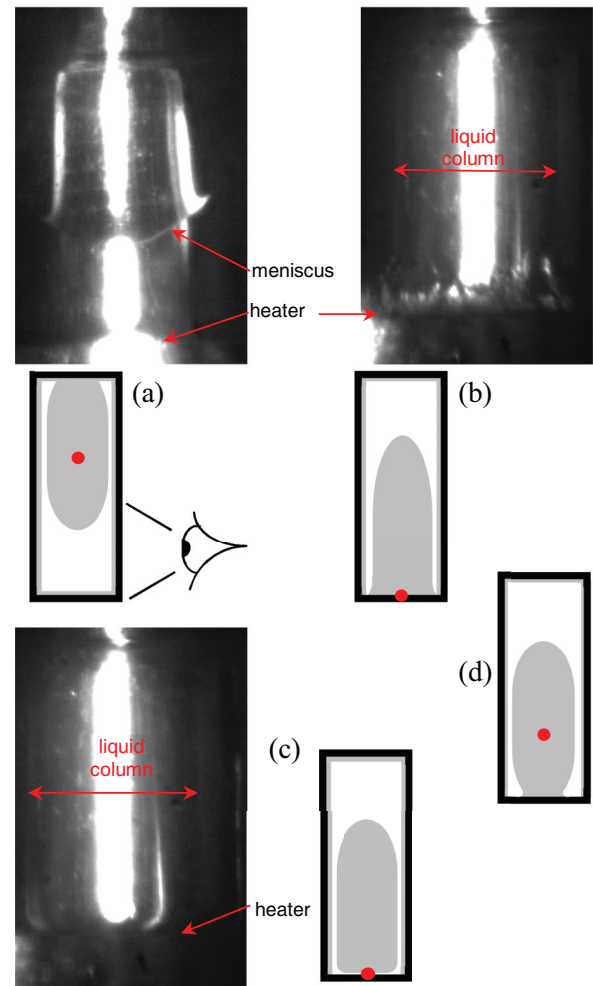 liquid
column
meniscus
heater
(a)
(b)
(d)
liquid
column
(c)
heater